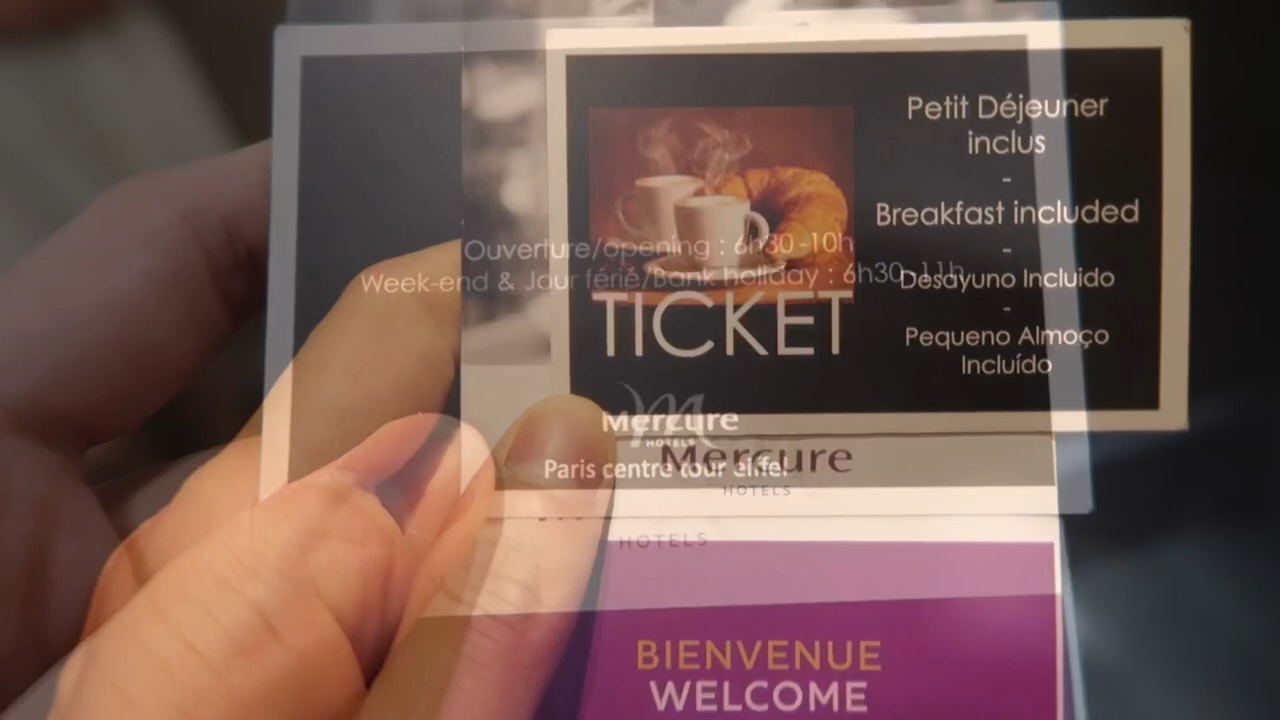 Petit Déjeuner
inclus
-
Breakfast included
-
Desayuno Incluido
-
Pequeno Almoço
Incluído
Ouverture/opening : 6h30-10h
Week-end & Jour férié/bank holiday : 6h30-11h
TICKET
Mercure
HOTELS
Paris centre tour eiffel
Mercure
HOTELS
HOTELS
BIENVENUE
WELCOME